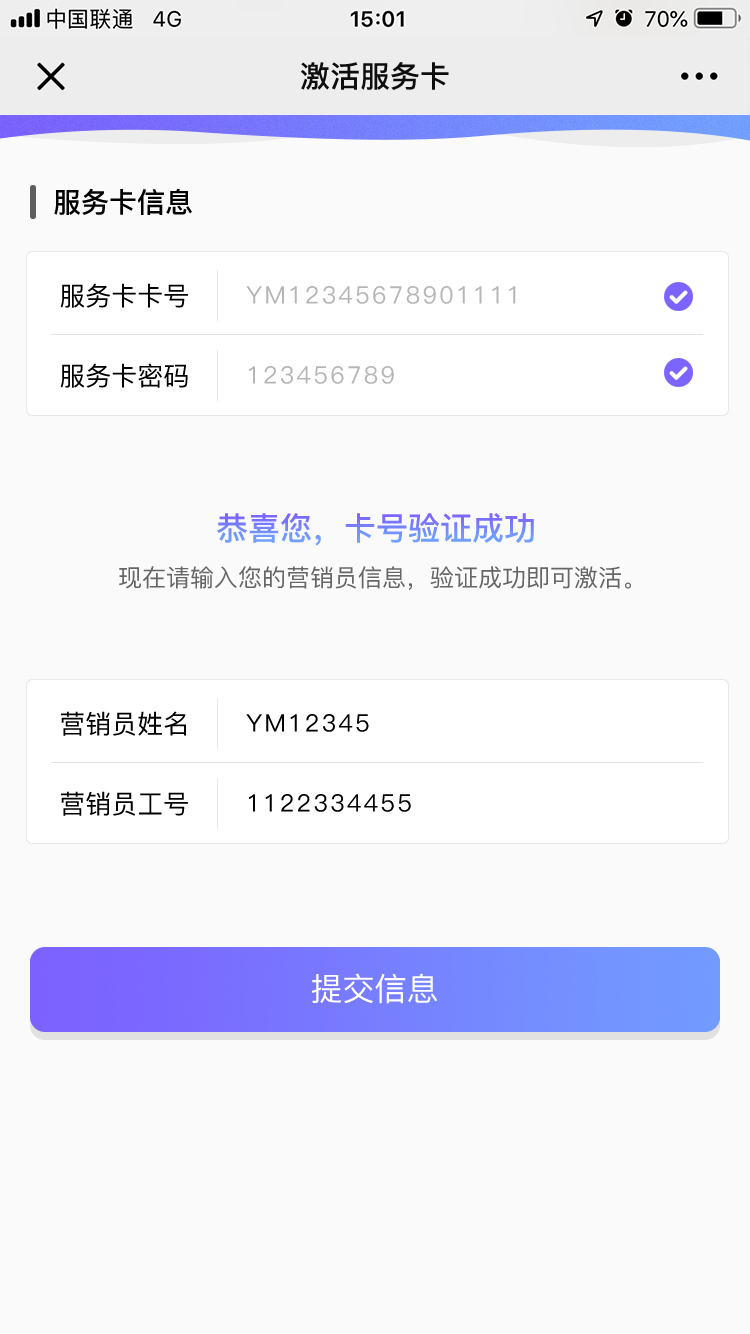 中国联通 4G 15:01 70%
激活服务卡
服务卡信息
服务卡卡号 YM12345678901111
服务卡密码 123456789
恭喜您，卡号验证成功
现在请输入您的营销员信息，验证成功即可激活。
营销员姓名 YM12345
营销员工号 1122334455
提交信息